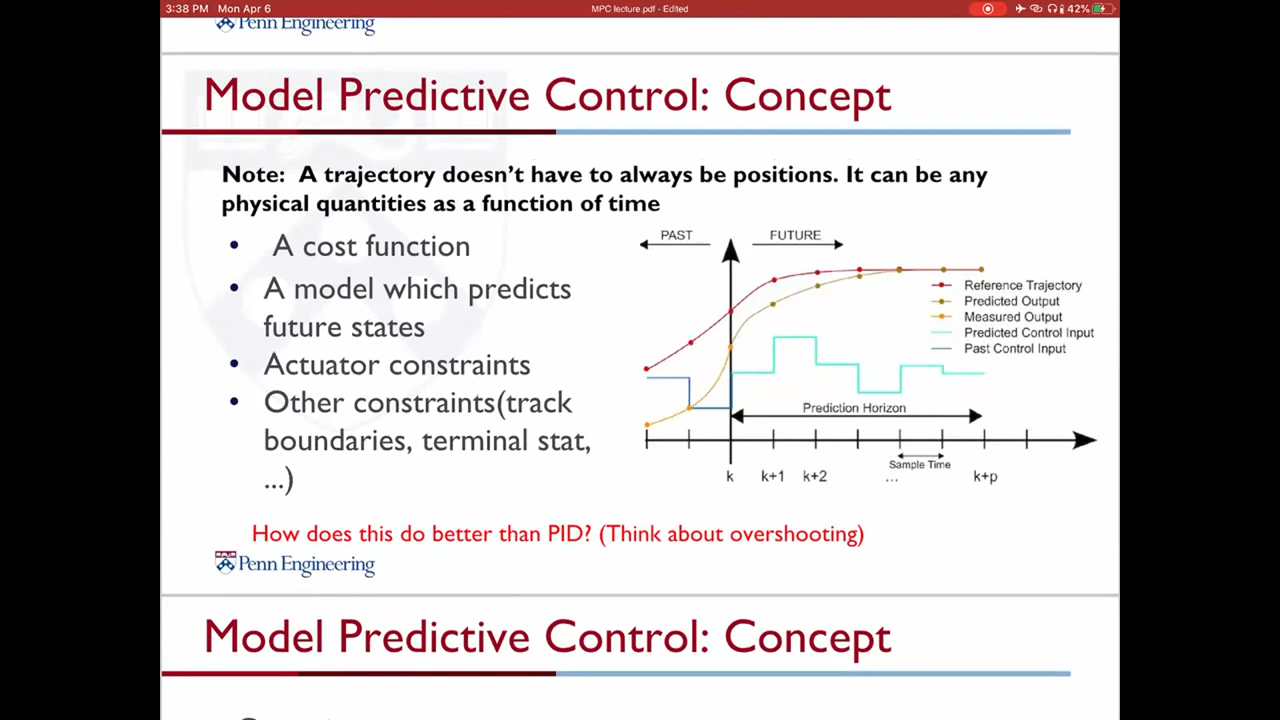 3:38 PM Mon Apr 6
MPC lecture.pdf - Edited
42%
Penn Engineering
Model Predictive Control: Concept
Note: A trajectory doesn't have to always be positions. It can be any
physical quantities as a function of time
• A cost function
• A model which predicts
future states
• Actuator constraints
• Other constraints(track
boundaries, terminal stat,
...)
PAST
FUTURE
Reference Trajectory
Predicted Output
Measured Output
Predicted Control Input
Past Control Input
Prediction Horizon
Sample Time
k k+1 k+2 ... k+p
How does this do better than PID? (Think about overshooting)
Penn Engineering
Model Predictive Control: Concept